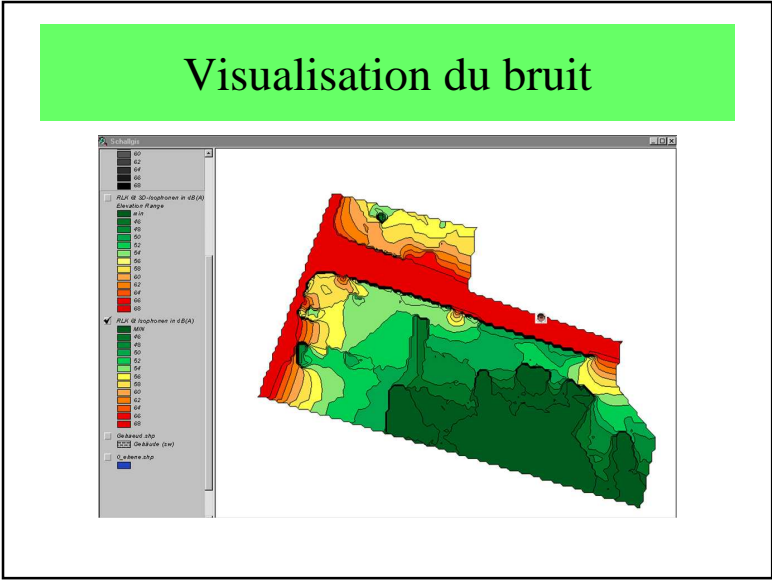 Visualisation du bruit
Schallgis
60
62
64
66
68
RLK @ 3D-Isophonen in dB(A)
Elevation Range
min
46
48
50
52
54
56
58
60
62
64
66
68
RLK @ Isophonen in dB(A)
MIN
46
48
50
52
54
56
58
60
62
64
66
68
Gebaeud.shp
Gebäude (sw)
0_ebene.shp